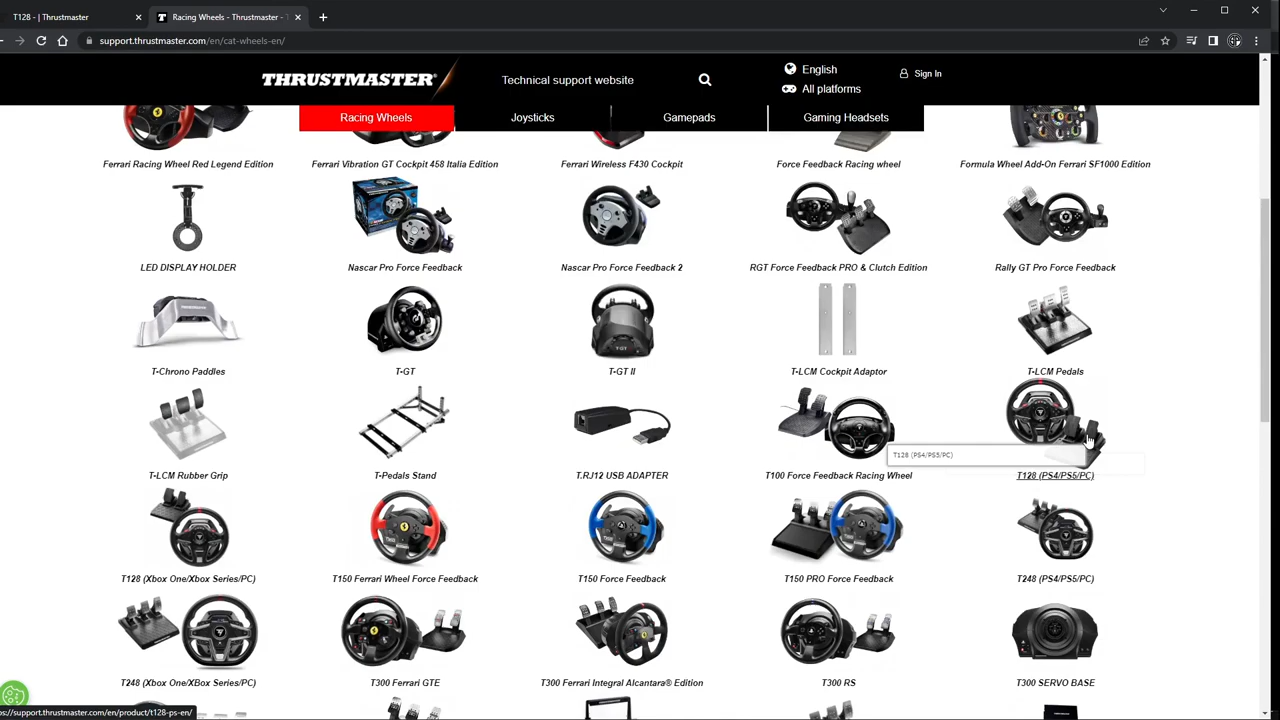 T128 - | Thrustmaster
Racing Wheels - Thrustmaster - T
support.thrustmaster.com/en/cat-wheels-en/
THRUSTMASTER
Technical support website
English
All platforms
Sign In
Racing Wheels
Joysticks
Gamepads
Gaming Headsets
Ferrari Racing Wheel Red Legend Edition
Ferrari Vibration GT Cockpit 458 Italia Edition
Ferrari Wireless F430 Cockpit
Force Feedback Racing wheel
Formula Wheel Add-On Ferrari SF1000 Edition
LED DISPLAY HOLDER
Nascar Pro Force Feedback
Nascar Pro Force Feedback 2
RGT Force Feedback PRO & Clutch Edition
Rally GT Pro Force Feedback
T-Chrono Paddles
T-GT
T-GT II
T-LCM Cockpit Adaptor
T-LCM Pedals
T-LCM Rubber Grip
T-Pedals Stand
T.RJ12 USB ADAPTER
T100 Force Feedback Racing Wheel
T128 (PS4/PS5/PC)
T128 (PS4/PS5/PC)
T128 (Xbox One/Xbox Series/PC)
T150 Ferrari Wheel Force Feedback
T150 Force Feedback
T150 PRO Force Feedback
T248 (PS4/PS5/PC)
T248 (Xbox One/XBox Series/PC)
T300 Ferrari GTE
T300 Ferrari Integral Alcantara® Edition
T300 RS
T300 SERVO BASE
ps://support.thrustmaster.com/en/product/t128-ps-en/